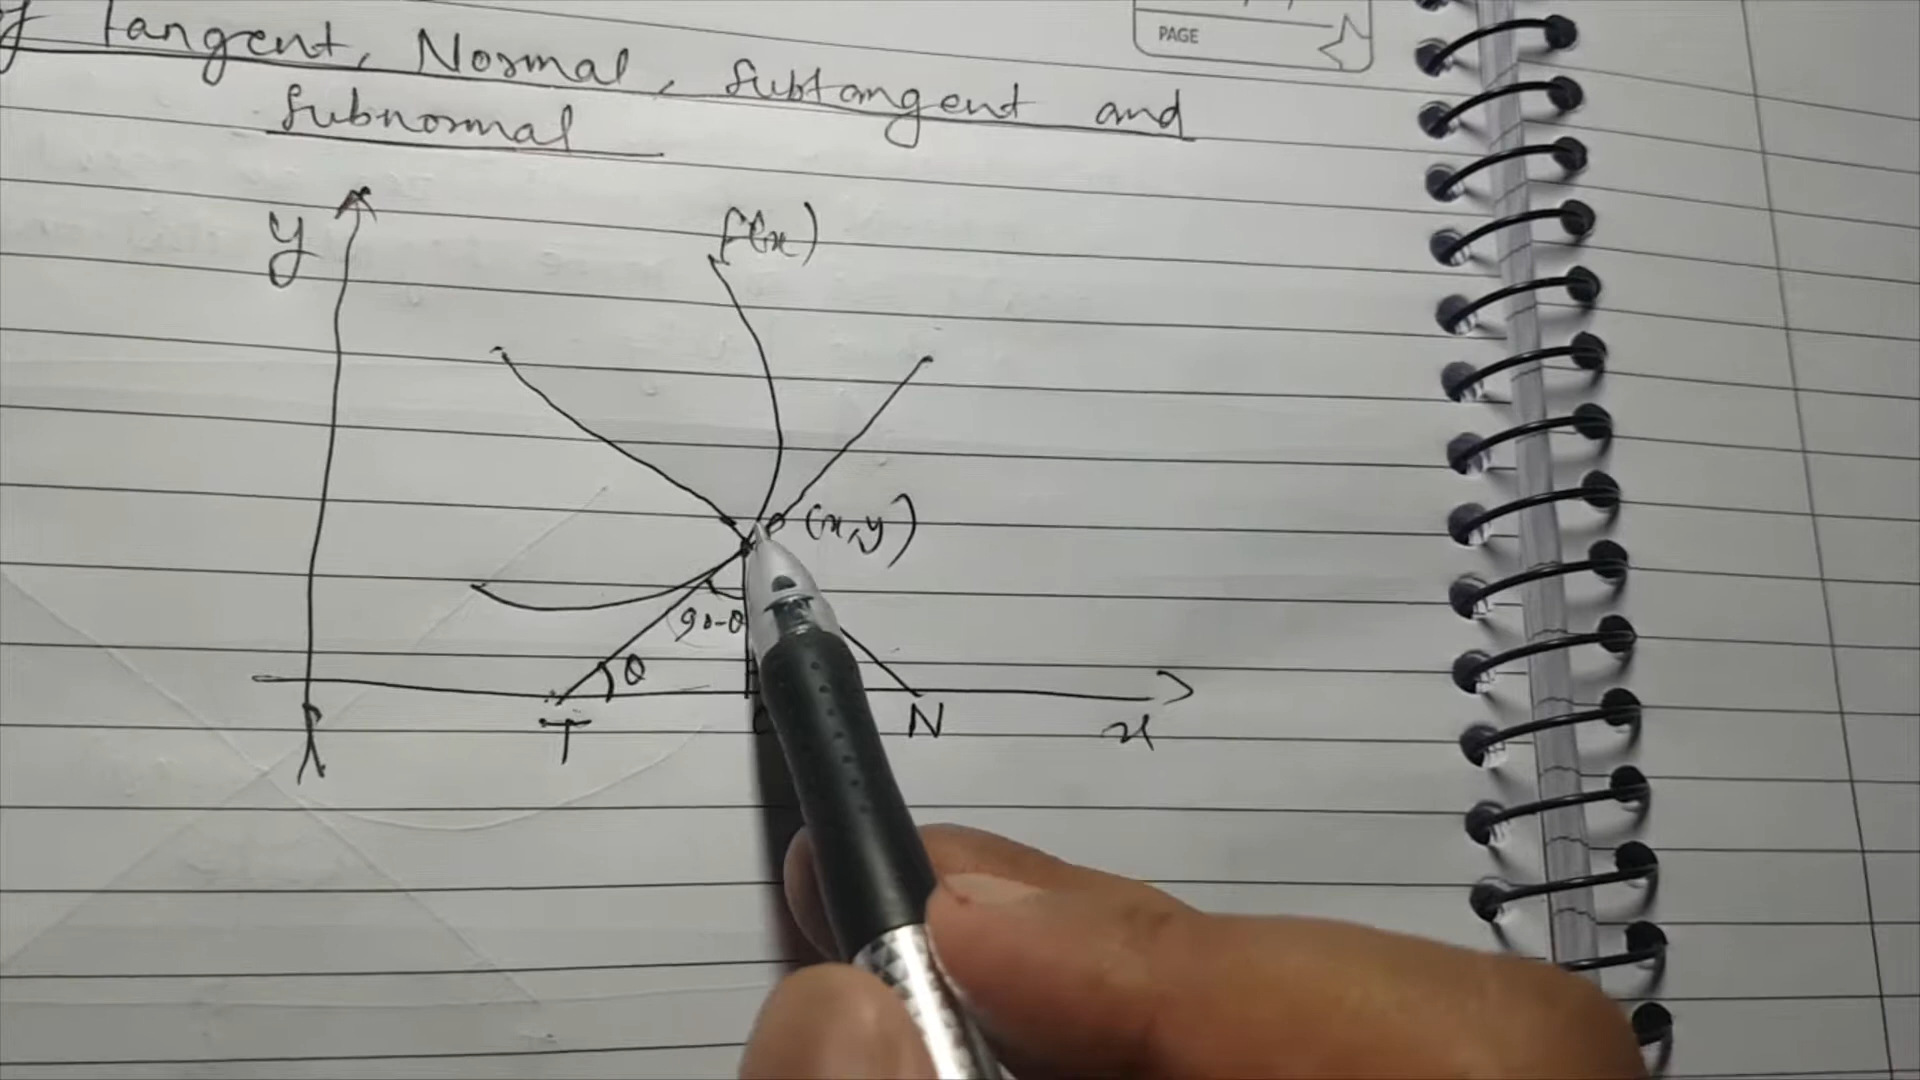 Tangent, Normal, Subtangent and
Subnormal
PAGE
y
f(x)
(x,y)
90-θ
θ
T
N
x